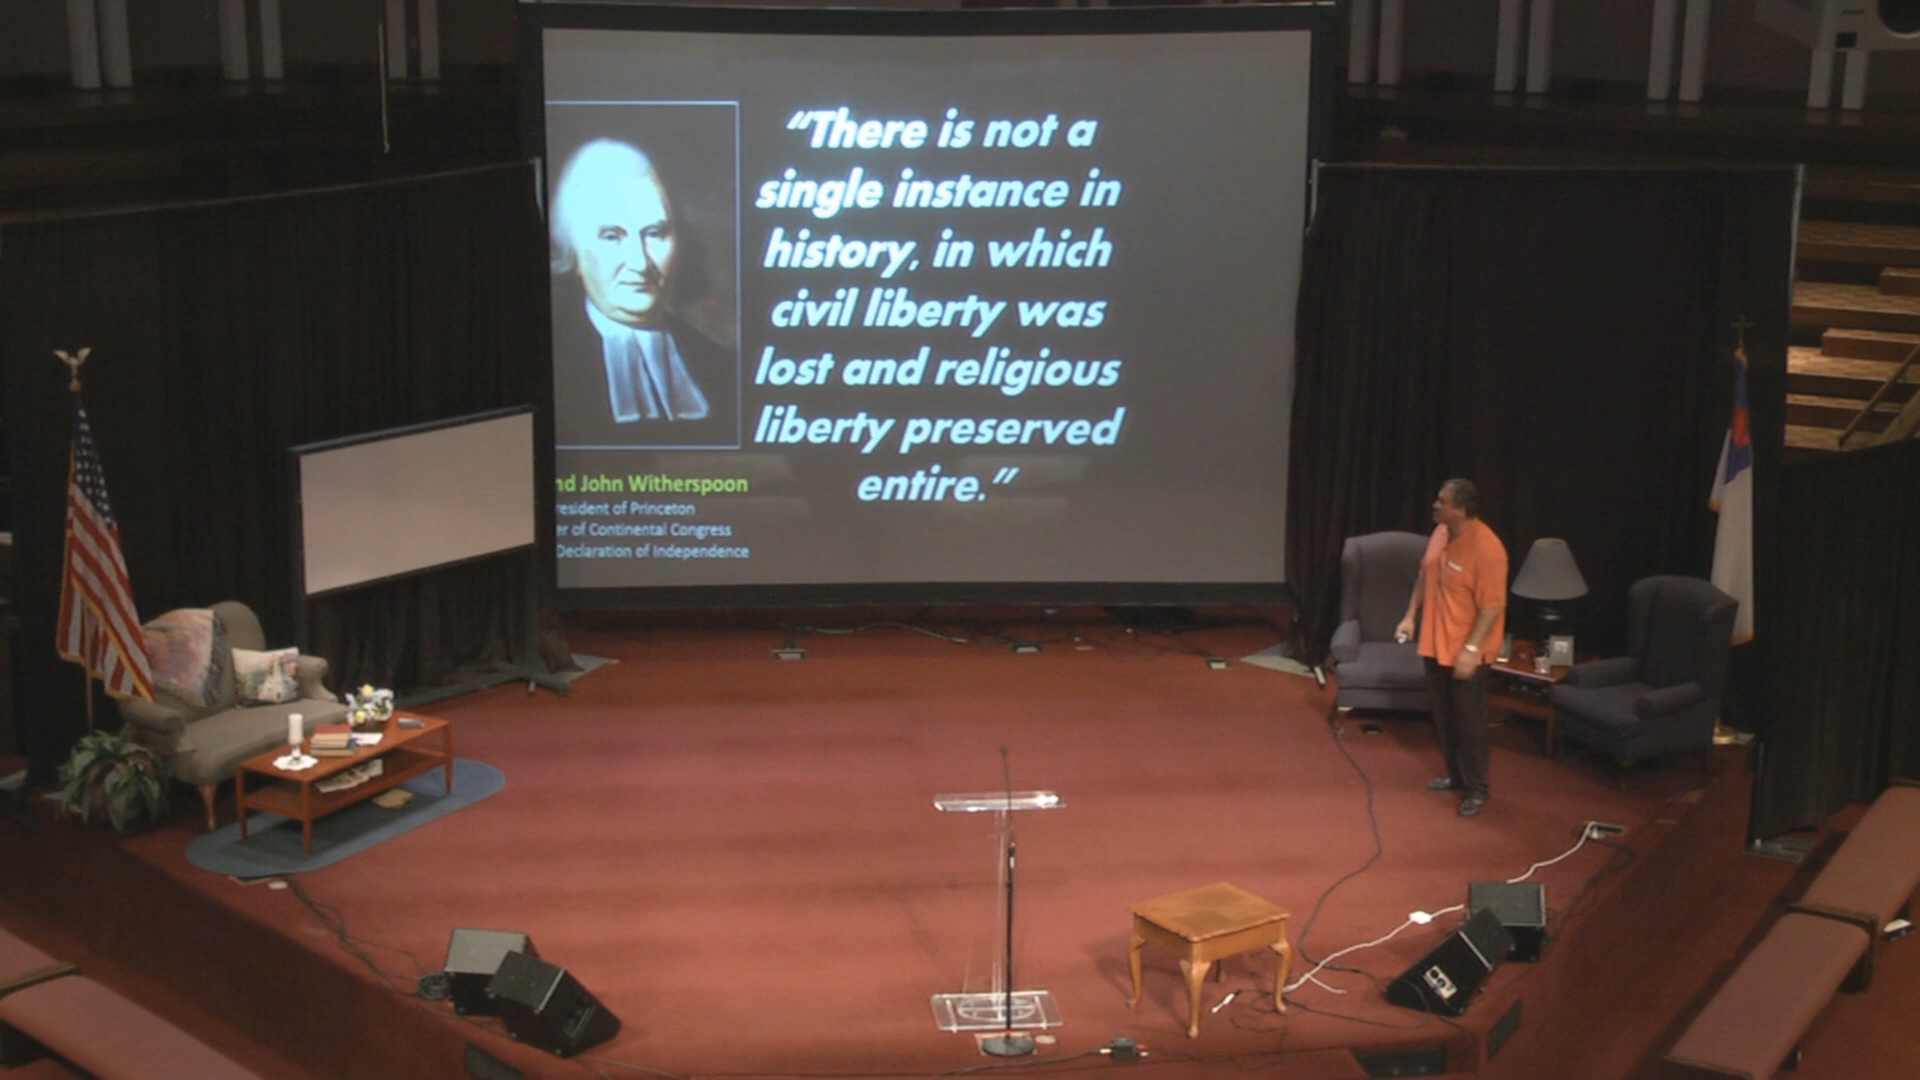 “There is not a
single instance in
history, in which
civil liberty was
lost and religious
liberty preserved
entire.”
nd John Witherspoon
resident of Princeton
er of Continental Congress
Declaration of Independence